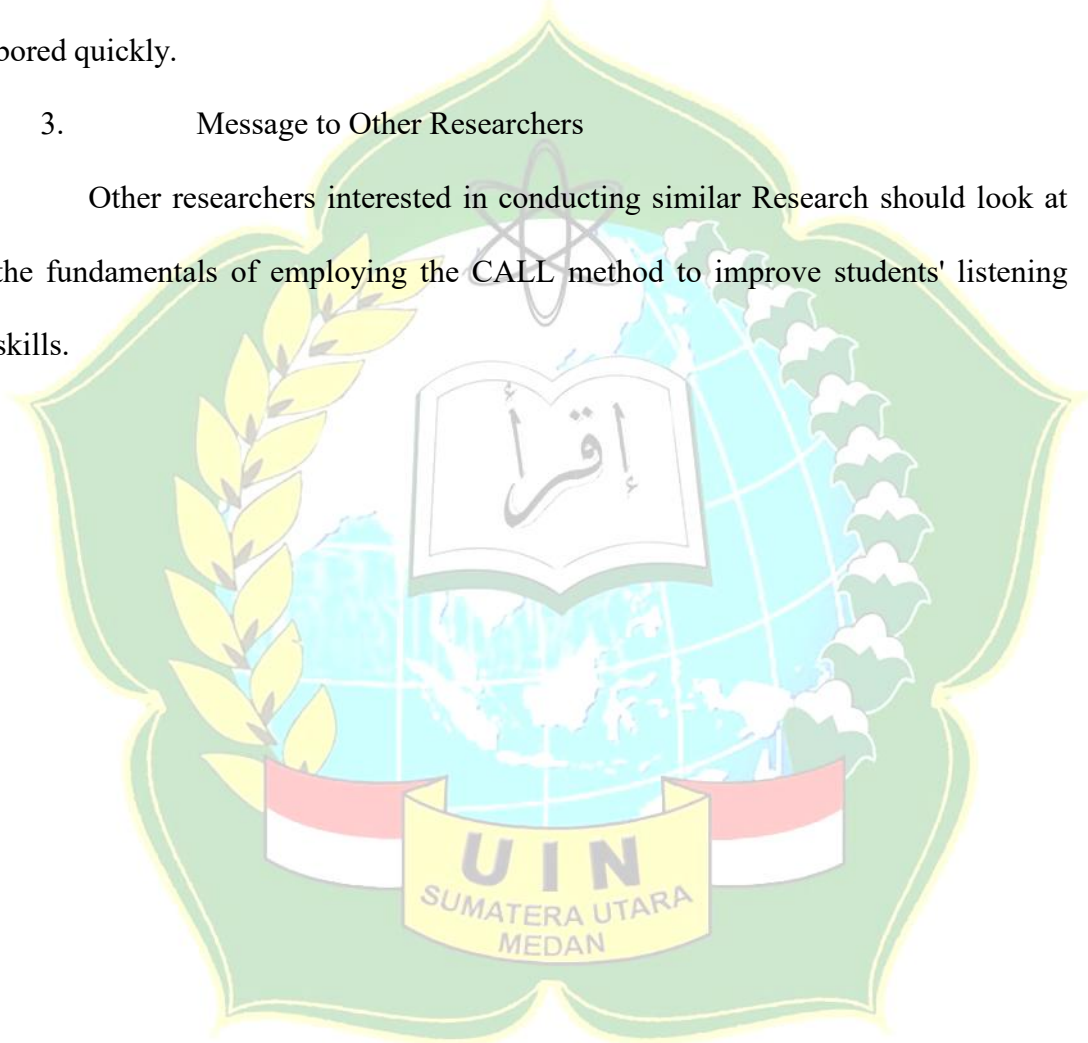 bored quickly.
3. Message to Other Researchers
Other researchers interested in conducting similar Research should look at
the fundamentals of employing the CALL method to improve students' listening
skills.
إقرأ
UIN
SUMATERA UTARA
MEDAN